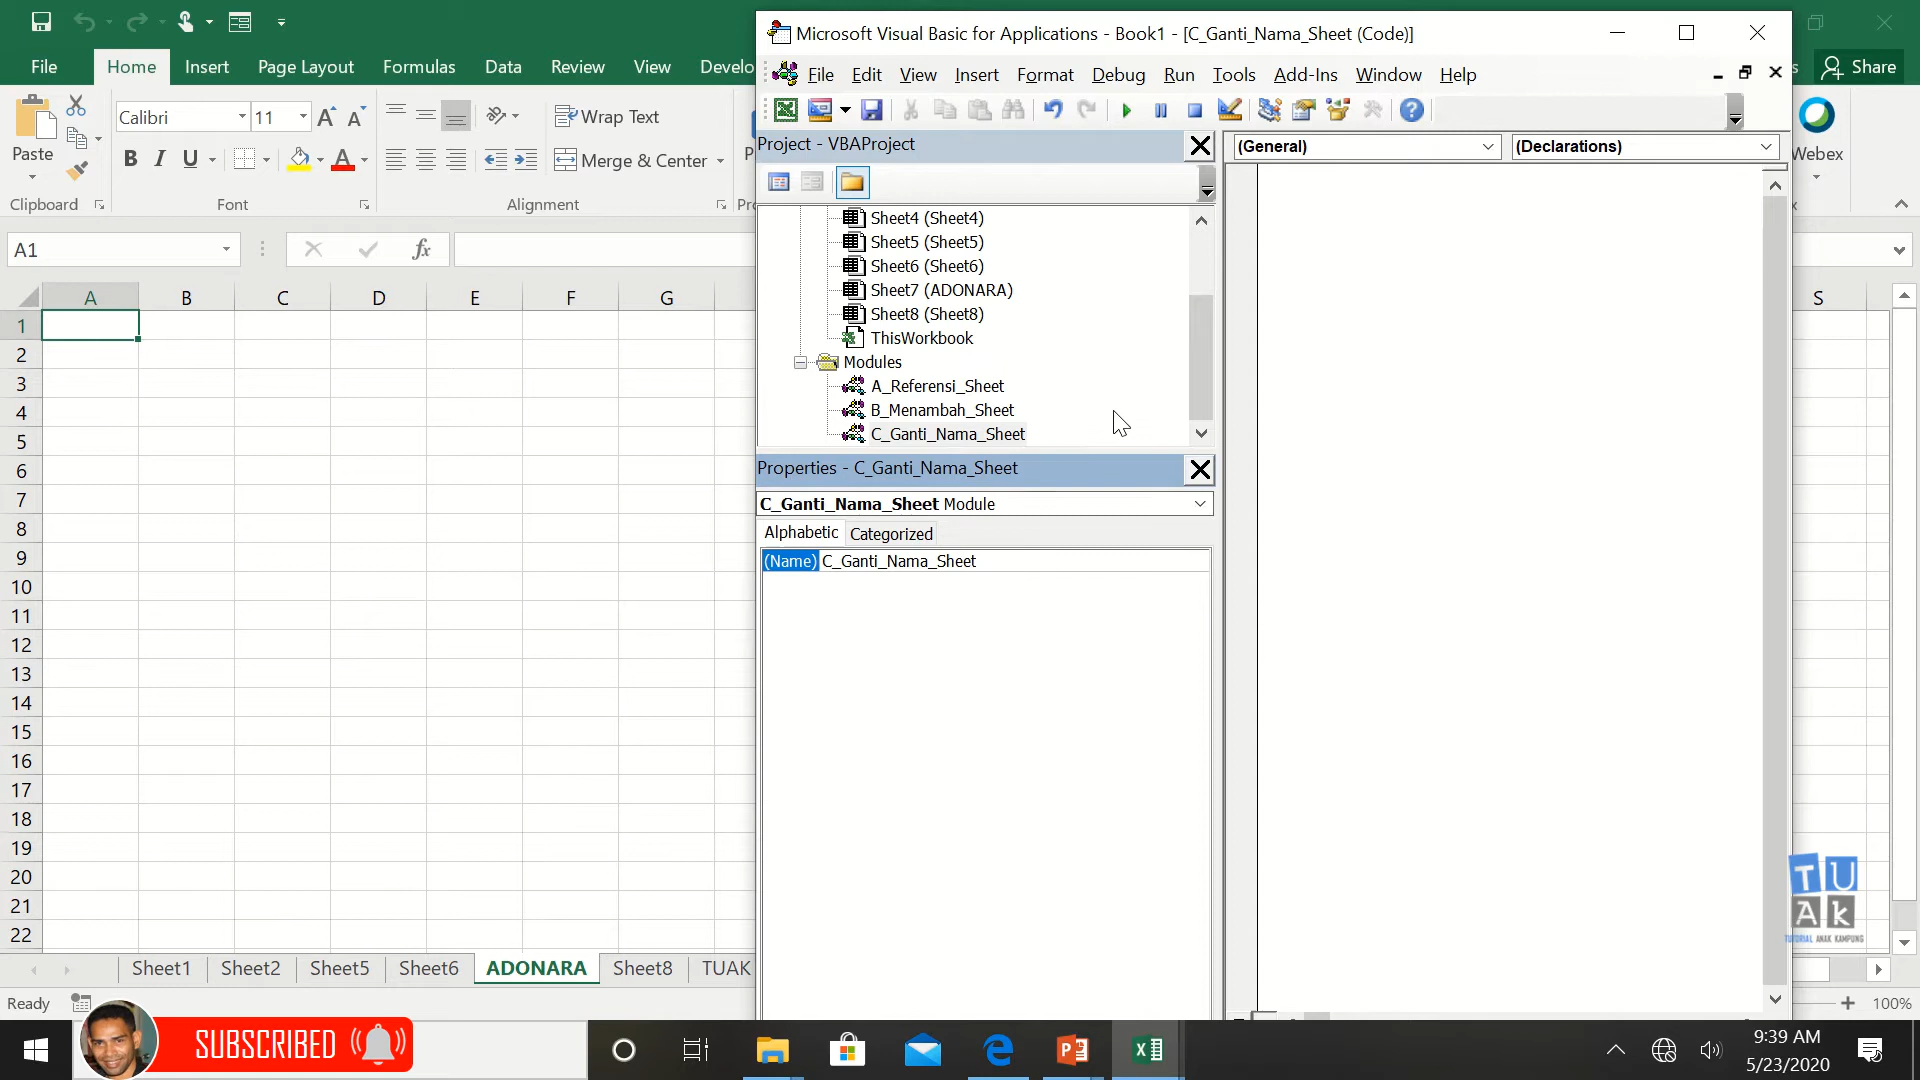 Microsoft Visual Basic for Applications - Book1 - [C_Ganti_Nama_Sheet (Code)]
File Home Insert Page Layout Formulas Data Review View Develo
Share
File Edit View Insert Format Debug Run Tools Add-Ins Window Help
Calibri 11
Wrap Text
Paste
B I U
Merge & Center
Webex
Clipboard Font Alignment
Project - VBAProject
(General) (Declarations)
Sheet4 (Sheet4)
Sheet5 (Sheet5)
Sheet6 (Sheet6)
Sheet7 (ADONARA)
Sheet8 (Sheet8)
ThisWorkbook
Modules
A_Referensi_Sheet
B_Menambah_Sheet
C_Ganti_Nama_Sheet
A1 fx
A B C D E F G S
1
2
3
4
5
6
7
8
9
10
11
12
13
14
15
16
17
18
19
20
21
22
Properties - C_Ganti_Nama_Sheet
C_Ganti_Nama_Sheet Module
Alphabetic Categorized
(Name) C_Ganti_Nama_Sheet
TUAk
TUTORIAL ANAK KAMPUNG
Sheet1 Sheet2 Sheet5 Sheet6 ADONARA Sheet8 TUAK
Ready
100%
SUBSCRIBED
9:39 AM
5/23/2020